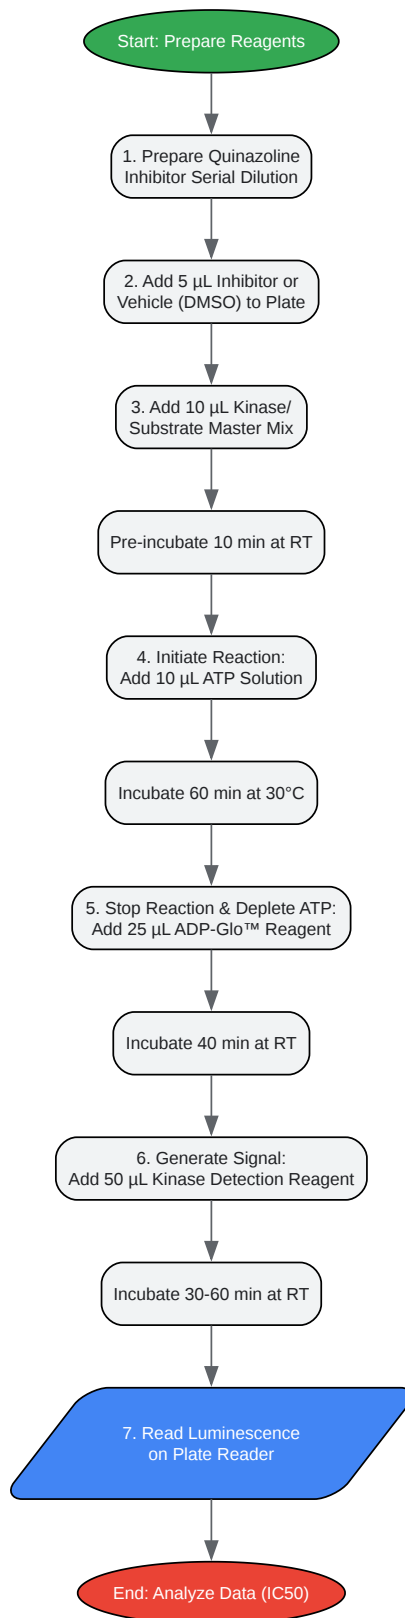 Start: Prepare Reagents
1. Prepare Quinazoline
Inhibitor Serial Dilution
2. Add 5 µL Inhibitor or
Vehicle (DMSO) to Plate
3. Add 10 µL Kinase/
Substrate Master Mix
Pre-incubate 10 min at RT
4. Initiate Reaction:
Add 10 µL ATP Solution
Incubate 60 min at 30°C
5. Stop Reaction & Deplete ATP:
Add 25 µL ADP-Glo™ Reagent
Incubate 40 min at RT
6. Generate Signal:
Add 50 µL Kinase Detection Reagent
Incubate 30-60 min at RT
7. Read Luminescence
on Plate Reader
End: Analyze Data (IC50)